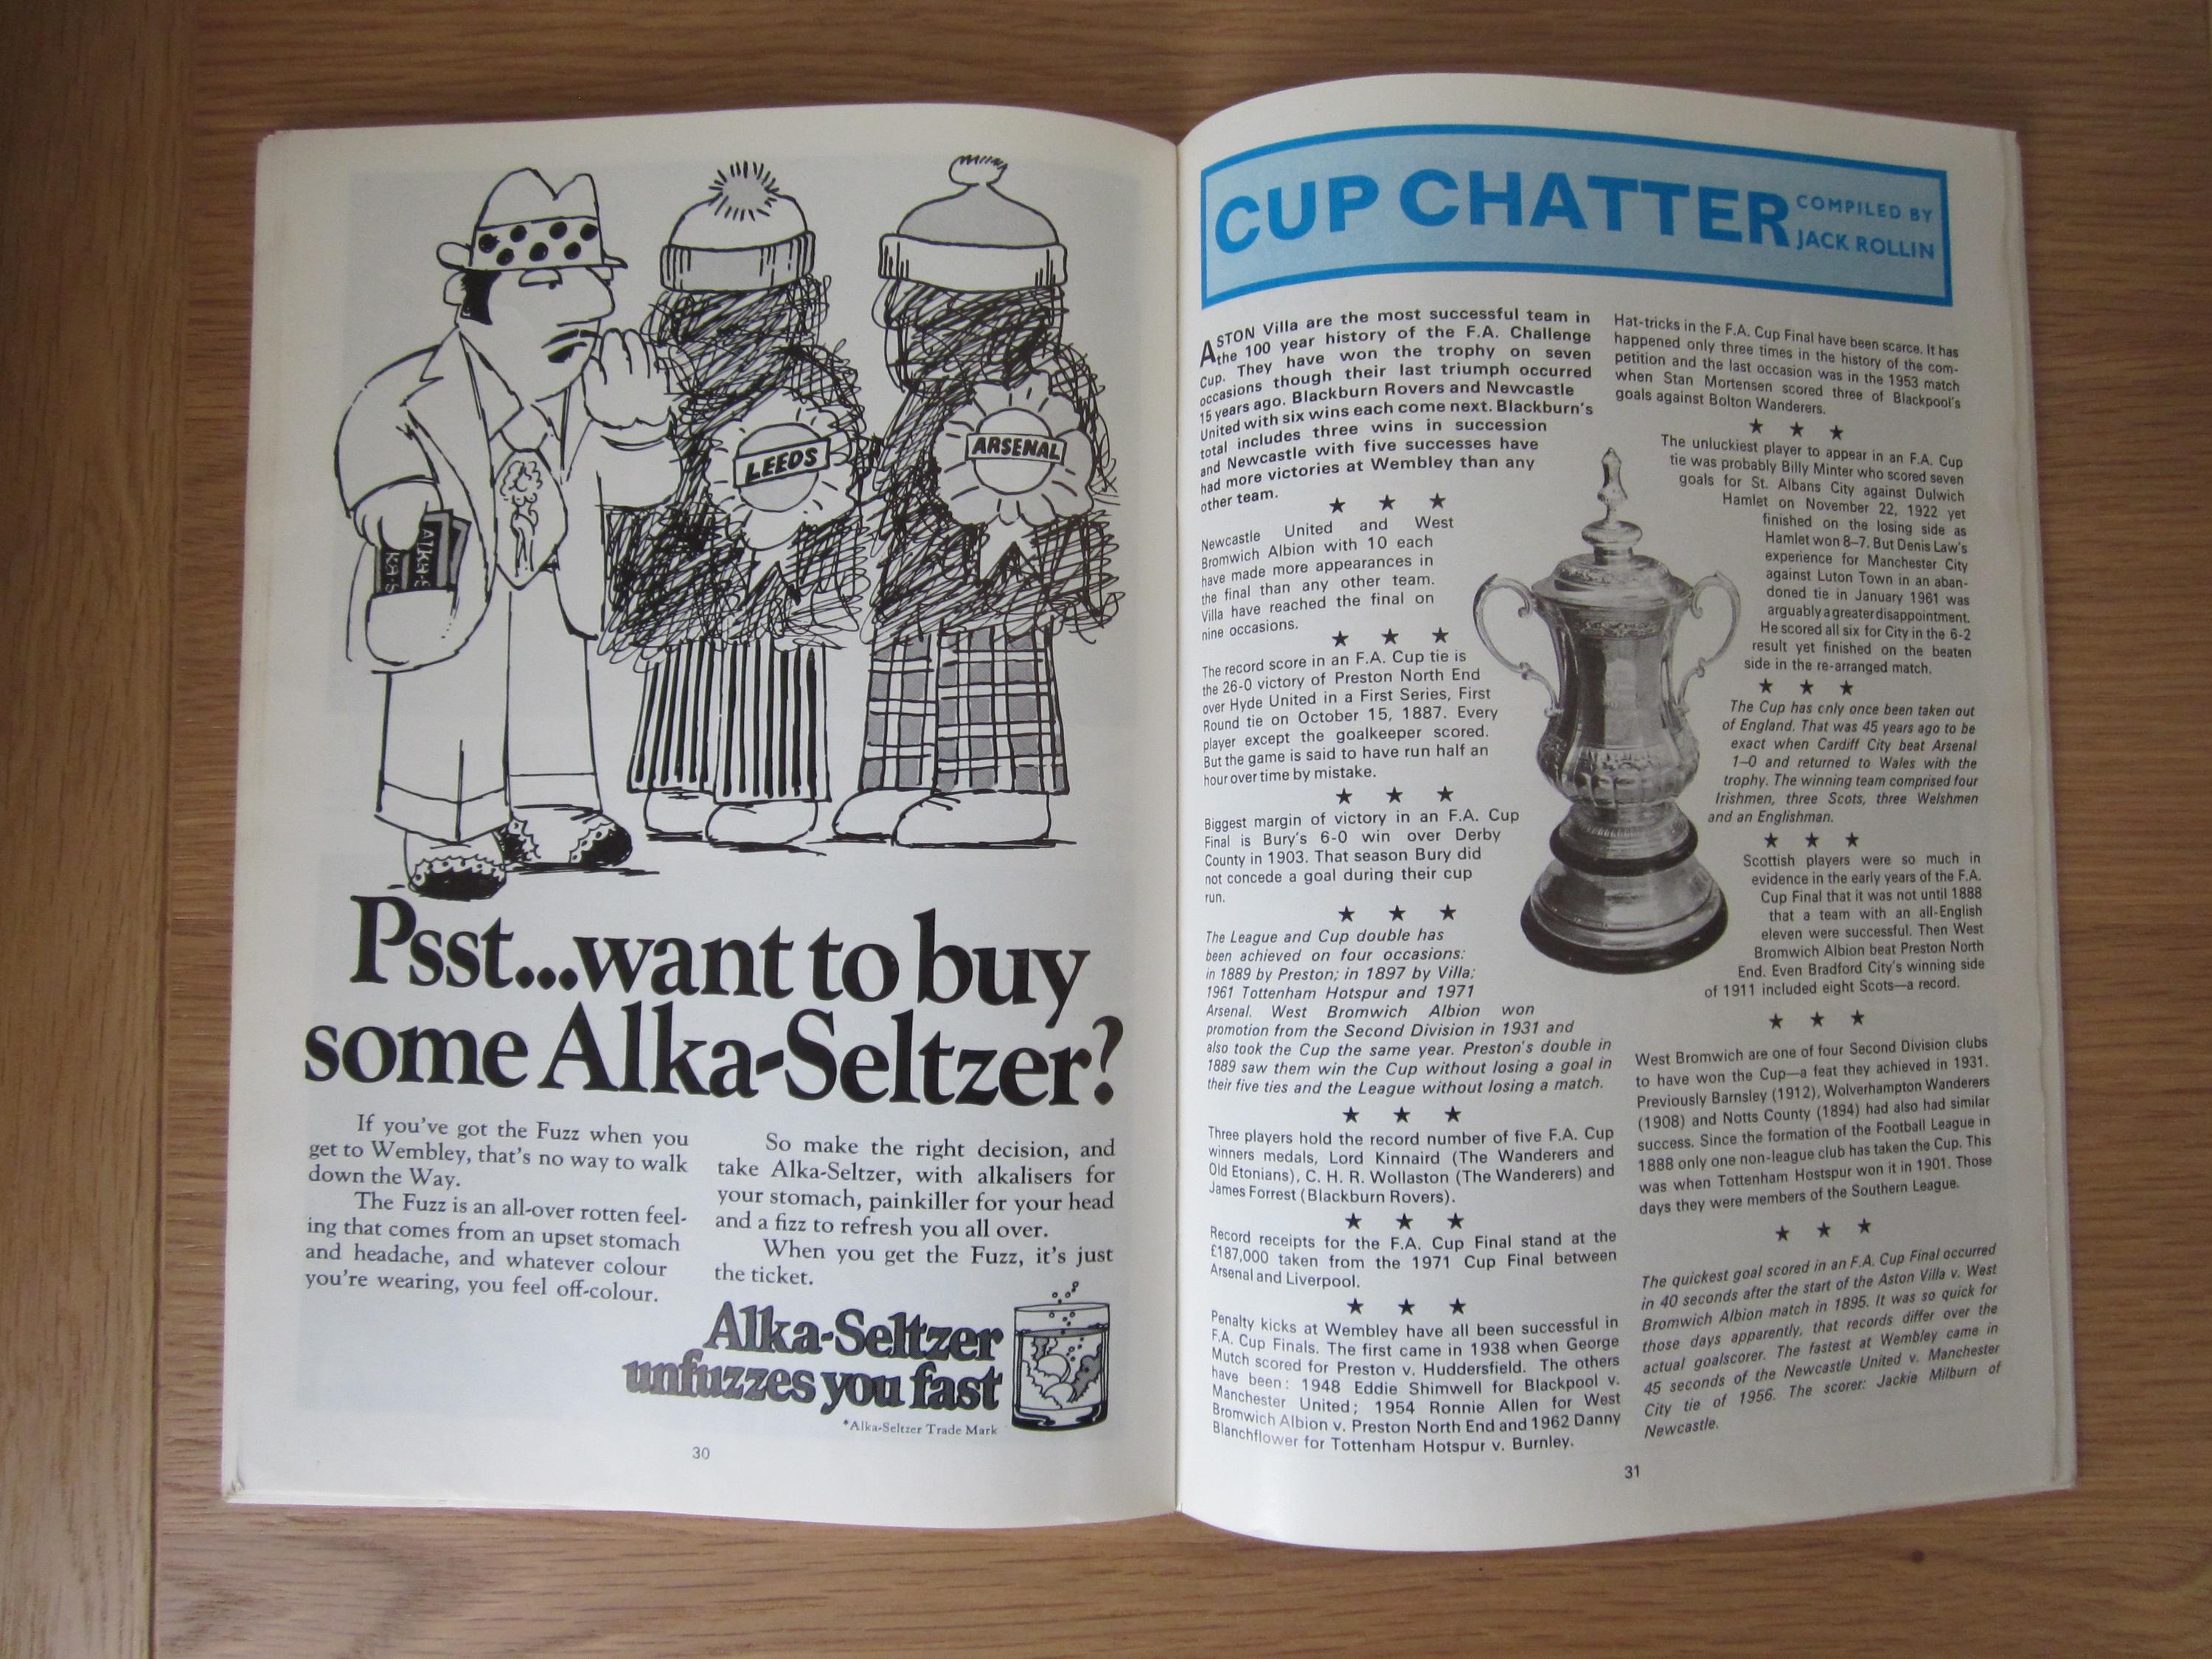 LEEDS
ARSENAL
ALKA-S
KA-S
Psst...want to buy
some Alka-Seltzer?
If you've got the Fuzz when you
get to Wembley, that's no way to walk
down the Way.
The Fuzz is an all-over rotten feel-
ing that comes from an upset stomach
and headache, and whatever colour
you're wearing, you feel off-colour.
So make the right decision, and
take Alka-Seltzer, with alkalisers for
your stomach, painkiller for your head
and a fizz to refresh you all over.
When you get the Fuzz, it's just
the ticket.
Alka-Seltzer
unfuzzes you fast
*Alka-Seltzer Trade Mark
30
CUP CHATTER
COMPILED BY
JACK ROLLIN
ASTON Villa are the most successful team in
the 100 year history of the F.A. Challenge
Cup. They have won the trophy on seven
occasions though their last triumph occurred
15 years ago. Blackburn Rovers and Newcastle
United with six wins each come next. Blackburn's
total includes three wins in succession
and Newcastle with five successes have
had more victories at Wembley than any
other team.
★ ★ ★
Newcastle United and West
Bromwich Albion with 10 each
have made more appearances in
the final than any other team.
Villa have reached the final on
nine occasions.
★ ★ ★
The record score in an F.A. Cup tie is
the 26-0 victory of Preston North End
over Hyde United in a First Series, First
Round tie on October 15, 1887. Every
player except the goalkeeper scored.
But the game is said to have run half an
hour over time by mistake.
★ ★ ★
Biggest margin of victory in an F.A. Cup
Final is Bury's 6-0 win over Derby
County in 1903. That season Bury did
not concede a goal during their cup
run.
★ ★ ★
The League and Cup double has
been achieved on four occasions:
in 1889 by Preston; in 1897 by Villa;
1961 Tottenham Hotspur and 1971
Arsenal. West Bromwich Albion won
promotion from the Second Division in 1931 and
also took the Cup the same year. Preston's double in
1889 saw them win the Cup without losing a goal in
their five ties and the League without losing a match.
★ ★ ★
Three players hold the record number of five F.A. Cup
winners medals, Lord Kinnaird (The Wanderers and
Old Etonians), C. H. R. Wollaston (The Wanderers) and
James Forrest (Blackburn Rovers).
★ ★ ★
Record receipts for the F.A. Cup Final stand at the
£187,000 taken from the 1971 Cup Final between
Arsenal and Liverpool.
★ ★ ★
Penalty kicks at Wembley have all been successful in
F.A. Cup Finals. The first came in 1938 when George
Mutch scored for Preston v. Huddersfield. The others
have been: 1948 Eddie Shimwell for Blackpool v.
Manchester United; 1954 Ronnie Allen for West
Bromwich Albion v. Preston North End and 1962 Danny
Blanchflower for Tottenham Hotspur v. Burnley.
Hat-tricks in the F.A. Cup Final have been scarce. It has
happened only three times in the history of the com-
petition and the last occasion was in the 1953 match
when Stan Mortensen scored three of Blackpool's
goals against Bolton Wanderers.
★ ★ ★
The unluckiest player to appear in an F.A. Cup
tie was probably Billy Minter who scored seven
goals for St. Albans City against Dulwich
Hamlet on November 22, 1922 yet
finished on the losing side as
Hamlet won 8–7. But Denis Law's
experience for Manchester City
against Luton Town in an aban-
doned tie in January 1961 was
arguably a greater disappointment.
He scored all six for City in the 6-2
result yet finished on the beaten
side in the re-arranged match.
★ ★ ★
The Cup has only once been taken out
of England. That was 45 years ago to be
exact when Cardiff City beat Arsenal
1–0 and returned to Wales with the
trophy. The winning team comprised four
Irishmen, three Scots, three Welshmen
and an Englishman.
★ ★ ★
Scottish players were so much in
evidence in the early years of the F.A.
Cup Final that it was not until 1888
that a team with an all-English
eleven were successful. Then West
Bromwich Albion beat Preston North
End. Even Bradford City's winning side
of 1911 included eight Scots—a record.
★ ★ ★
West Bromwich are one of four Second Division clubs
to have won the Cup—a feat they achieved in 1931.
Previously Barnsley (1912), Wolverhampton Wanderers
(1908) and Notts County (1894) had also had similar
success. Since the formation of the Football League in
1888 only one non-league club has taken the Cup. This
was when Tottenham Hostspur won it in 1901. Those
days they were members of the Southern League.
★ ★ ★
The quickest goal scored in an F.A. Cup Final occurred
in 40 seconds after the start of the Aston Villa v. West
Bromwich Albion match in 1895. It was so quick for
those days apparently, that records differ over the
actual goalscorer. The fastest at Wembley came in
45 seconds of the Newcastle United v. Manchester
City tie of 1956. The scorer: Jackie Milburn of
Newcastle.
31